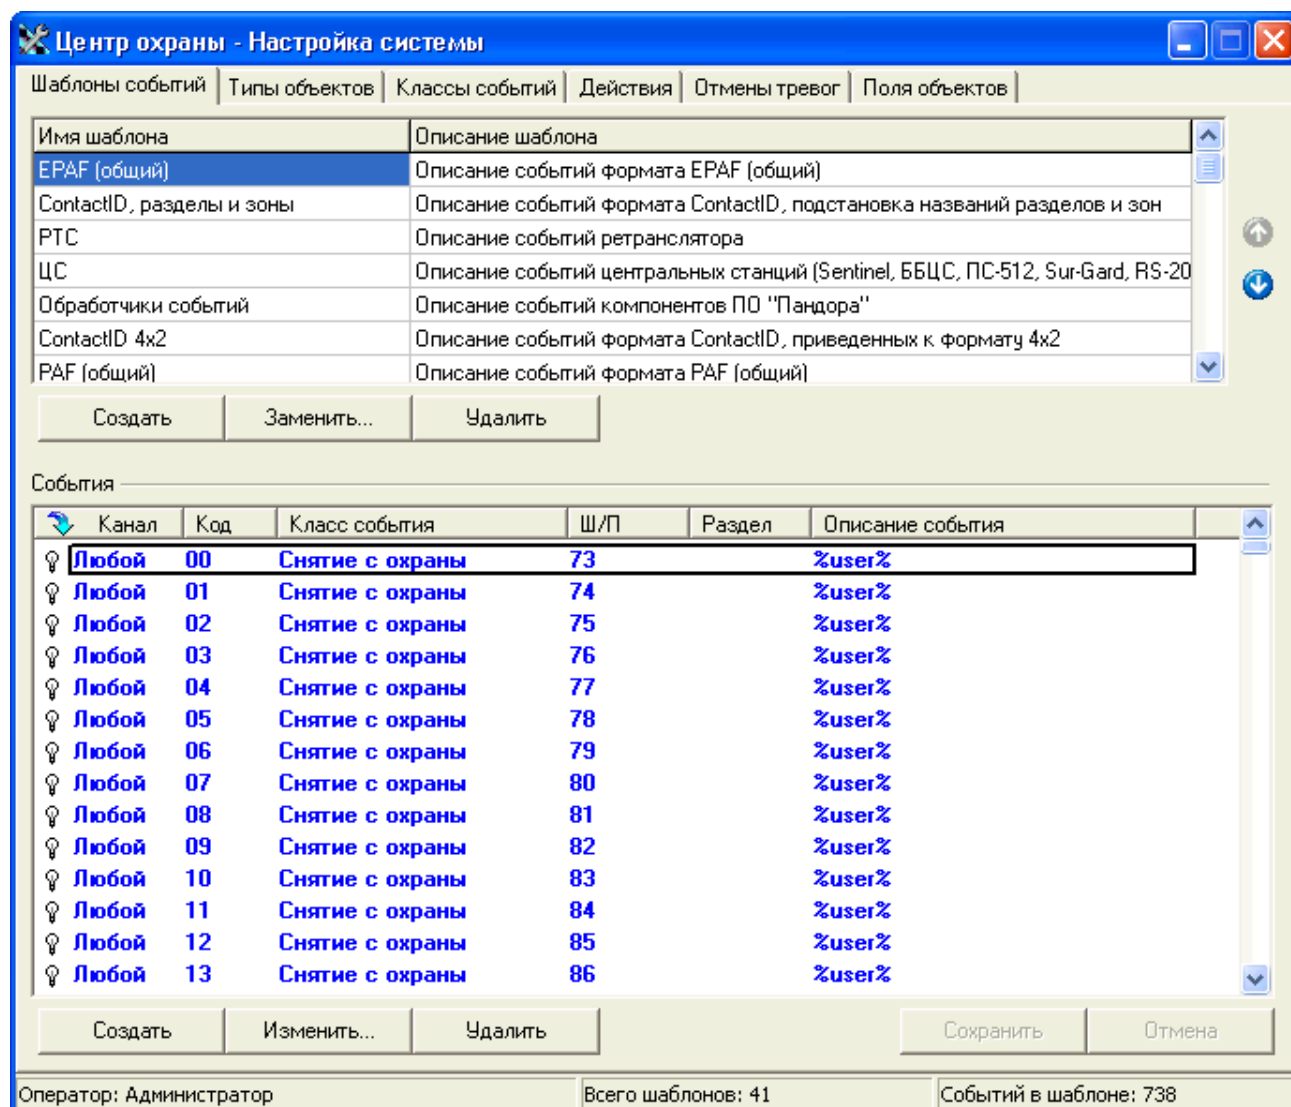 Центр охраны - Настройка системы
Шаблоны событий Типы объектов Классы событий Действия Отмены тревог Поля объектов
Имя шаблона Описание шаблона
EPAF (общий) Описание событий формата EPAF (общий)
ContactID, разделы и зоны Описание событий формата ContactID, подстановка названий разделов и зон
РТС Описание событий ретранслятора
ЦС Описание событий центральных станций (Sentinel, ББЦС, ПС-512, Sur-Gard, RS-20
Обработчики событий Описание событий компонентов ПО "Пандора"
ContactID 4x2 Описание событий формата ContactID, приведенных к формату 4x2
PAF (общий) Описание событий формата PAF (общий)
Создать Заменить... Удалить
События
Канал Код Класс события Ш/П Раздел Описание события
Любой 00 Снятие с охраны 73 %user%
Любой 01 Снятие с охраны 74 %user%
Любой 02 Снятие с охраны 75 %user%
Любой 03 Снятие с охраны 76 %user%
Любой 04 Снятие с охраны 77 %user%
Любой 05 Снятие с охраны 78 %user%
Любой 06 Снятие с охраны 79 %user%
Любой 07 Снятие с охраны 80 %user%
Любой 08 Снятие с охраны 81 %user%
Любой 09 Снятие с охраны 82 %user%
Любой 10 Снятие с охраны 83 %user%
Любой 11 Снятие с охраны 84 %user%
Любой 12 Снятие с охраны 85 %user%
Любой 13 Снятие с охраны 86 %user%
Создать Изменить... Удалить Сохранить Отмена
Оператор: Администратор Всего шаблонов: 41 Событий в шаблоне: 738